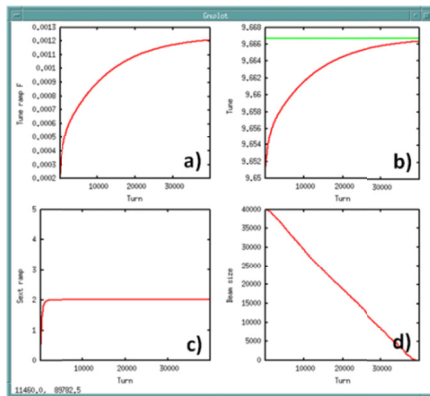 Gnuplot
0.0013
0.0012
0.0011
0.001
0.0009
0.0008
0.0007
0.0006
0.0005
0.0004
0.0003
0.0002
Tune ramp F
10000 20000 30000
Turn
a)
9.668
9.666
9.664
9.662
9.66
9.658
9.656
9.654
9.652
9.65
Tune
10000 20000 30000
Turn
b)
5
4
3
2
1
0
Sext ramp
10000 20000 30000
Turn
c)
40000
35000
30000
25000
20000
15000
10000
5000
0
Beam size
10000 20000 30000
Turn
d)
11460.0, 89782.5